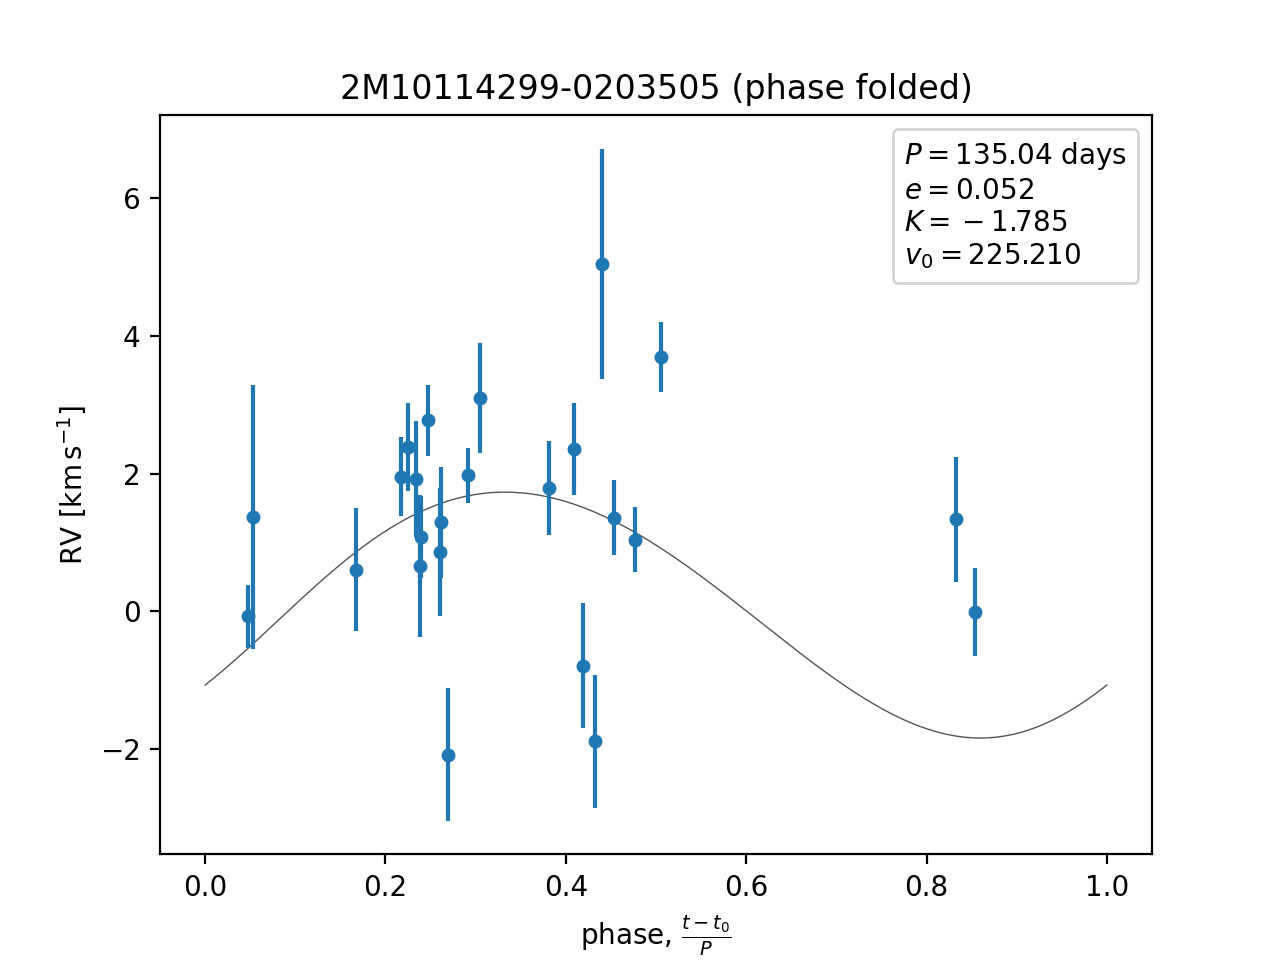 2M10114299-0203505 (phase folded)
P = 135.04 days
e = 0.052
K = −1.785
v₀ = 225.210
6
4
2
0
−2
RV [km s⁻¹]
0.0 0.2 0.4 0.6 0.8 1.0
phase, (t − t₀)/P